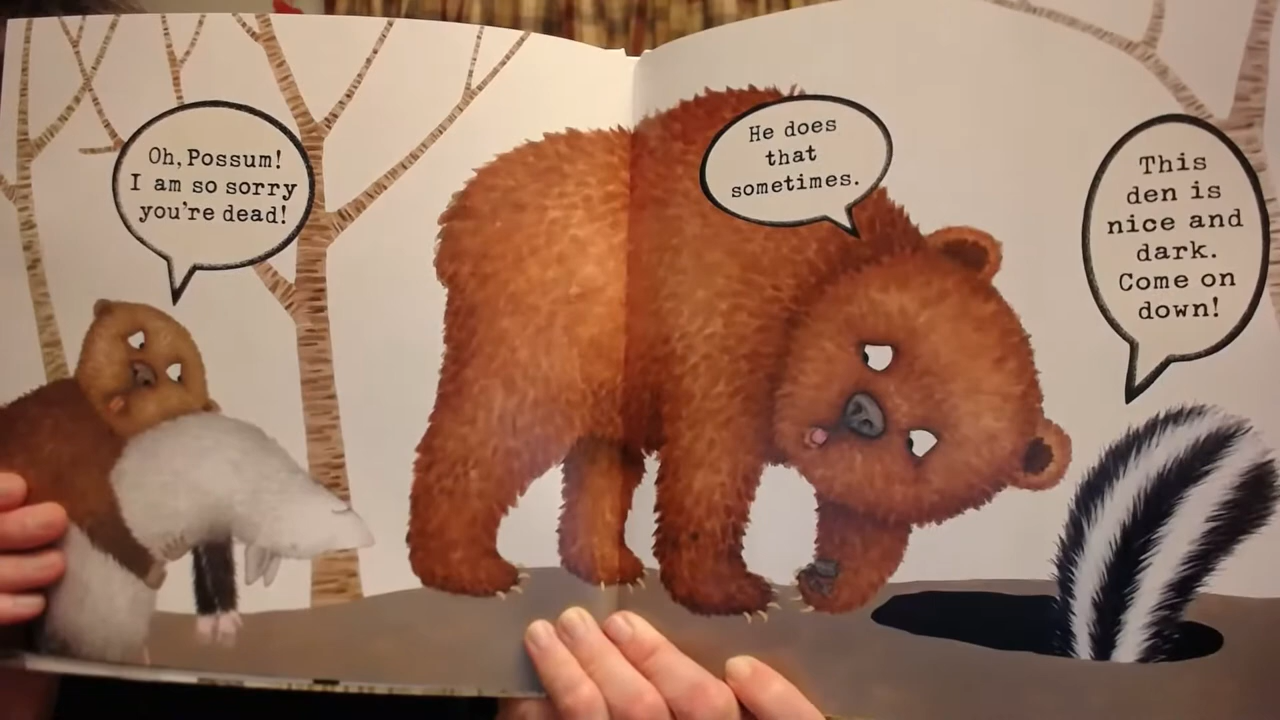 Oh, Possum!
I am so sorry
you're dead!
He does
that
sometimes.
This
den is
nice and
dark.
Come on
down!